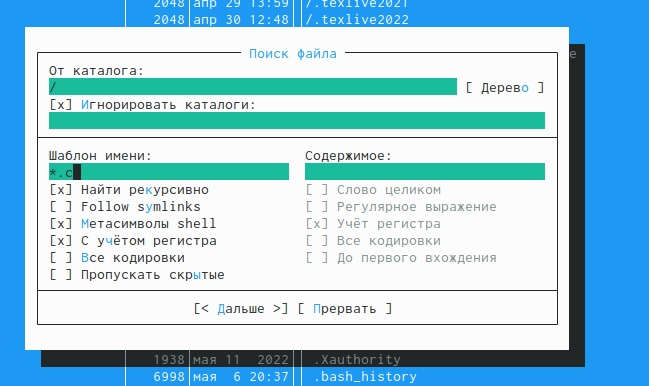 2048 апр 29 13:59 /.texlive2021
2048 апр 30 12:48 /.texlive2022
Поиск файла
От каталога:
/ [ Дерево ]
[x] Игнорировать каталоги:
Шаблон имени: Содержимое:
*.c
[x] Найти рекурсивно [ ] Слово целиком
[ ] Follow symlinks [ ] Регулярное выражение
[x] Метасимволы shell [x] Учёт регистра
[x] С учётом регистра [ ] Все кодировки
[ ] Все кодировки [ ] До первого вхождения
[ ] Пропускать скрытые
[< Дальше >] [ Прервать ]
1938 мая 11 2022 .Xauthority
6998 мая 6 20:37 .bash_history